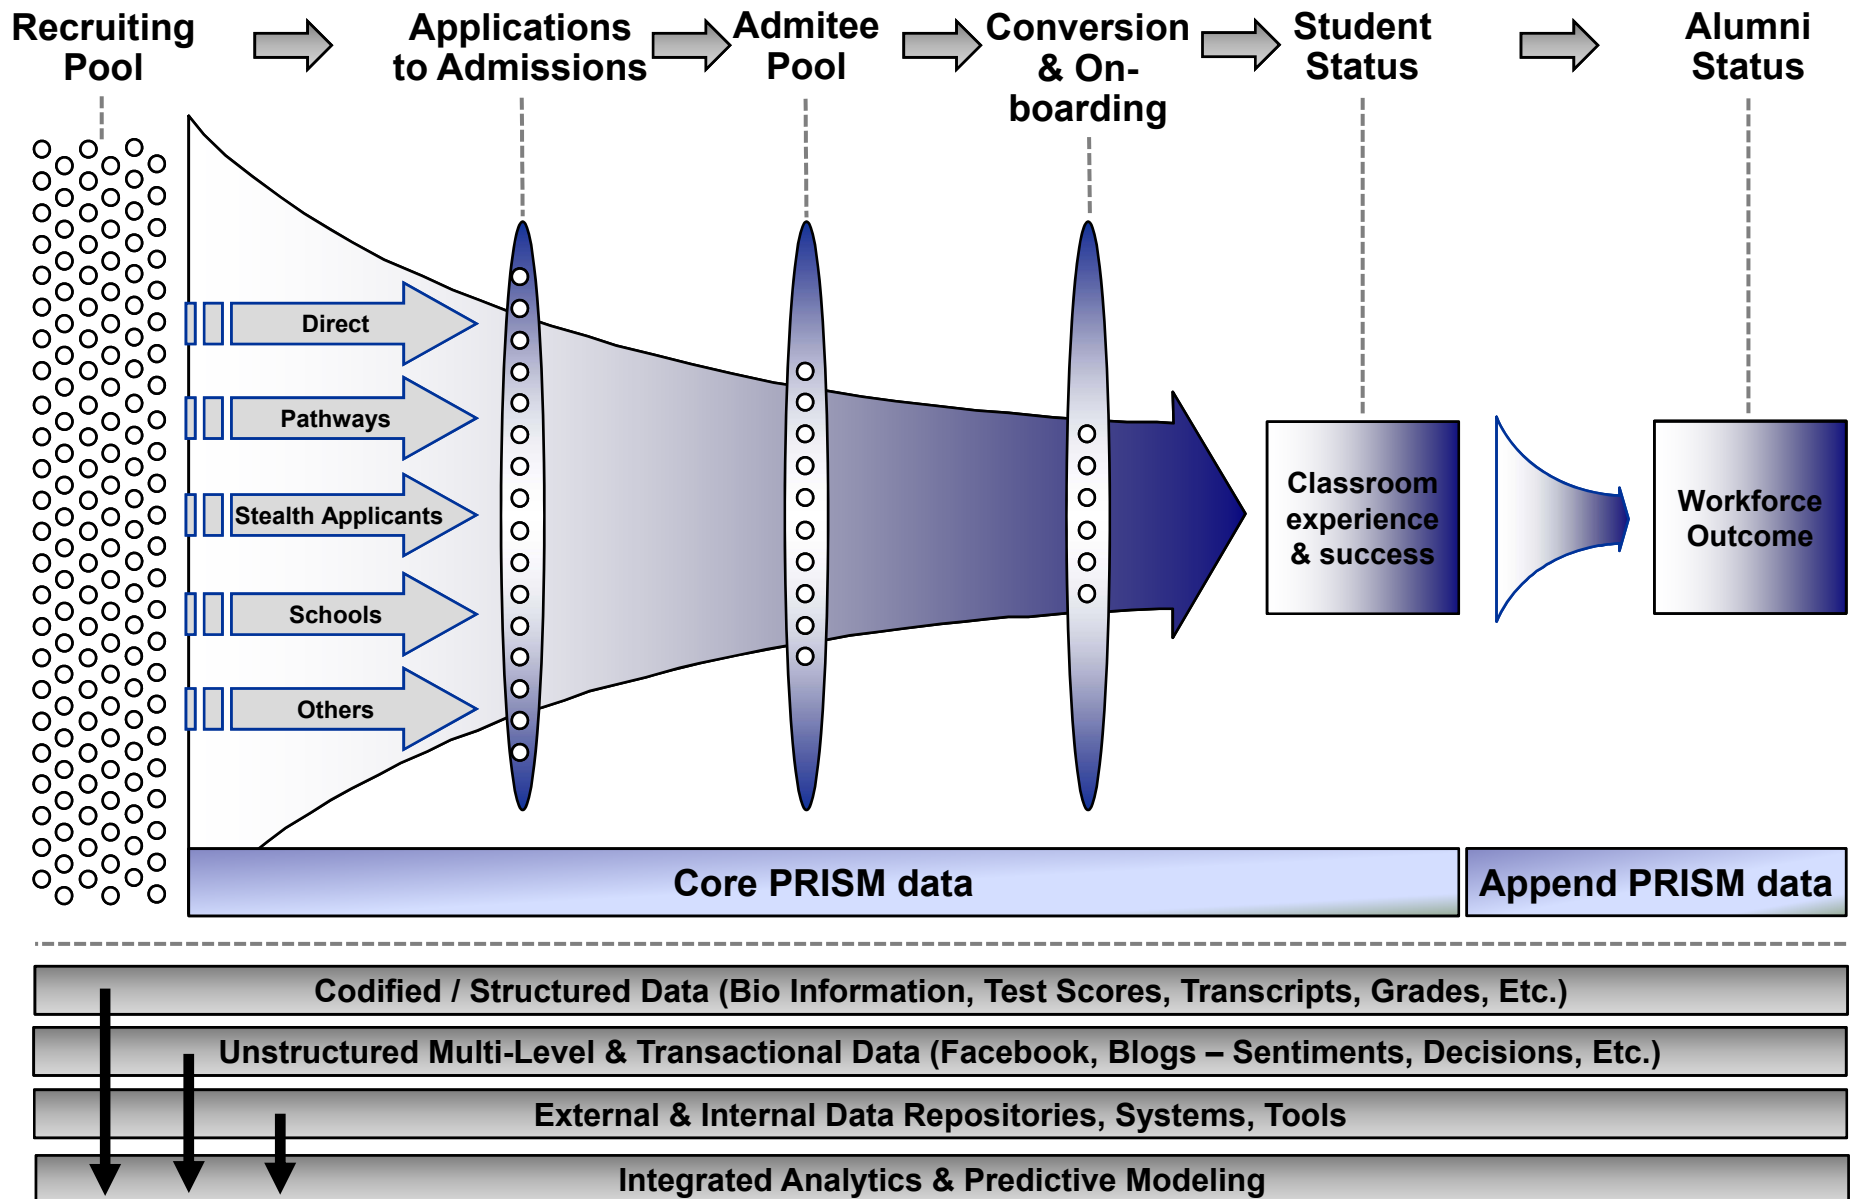 Recruiting
Pool
Applications
to Admissions
Admitee
Pool
Conversion
& On-
boarding
Student
Status
Alumni
Status
Direct
Pathways
Stealth Applicants
Schools
Others
Classroom
experience
& success
Workforce
Outcome
Core PRISM data
Append PRISM data
Codified / Structured Data (Bio Information, Test Scores, Transcripts, Grades, Etc.)
Unstructured Multi-Level & Transactional Data (Facebook, Blogs – Sentiments, Decisions, Etc.)
External & Internal Data Repositories, Systems, Tools
Integrated Analytics & Predictive Modeling